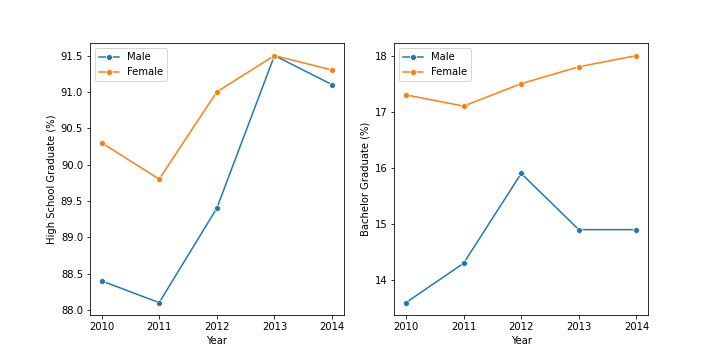 Male
Female
High School Graduate (%)
91.5
91.0
90.5
90.0
89.5
89.0
88.5
88.0
2010 2011 2012 2013 2014
Year
Male
Female
Bachelor Graduate (%)
18
17
16
15
14
2010 2011 2012 2013 2014
Year